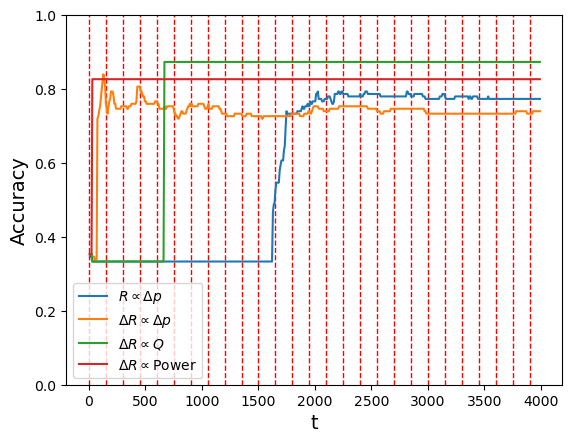 1.0
0.8
0.6
0.4
0.2
0.0
Accuracy
R ∝ Δp
ΔR ∝ Δp
ΔR ∝ Q
ΔR ∝ Power
0 500 1000 1500 2000 2500 3000 3500 4000
t